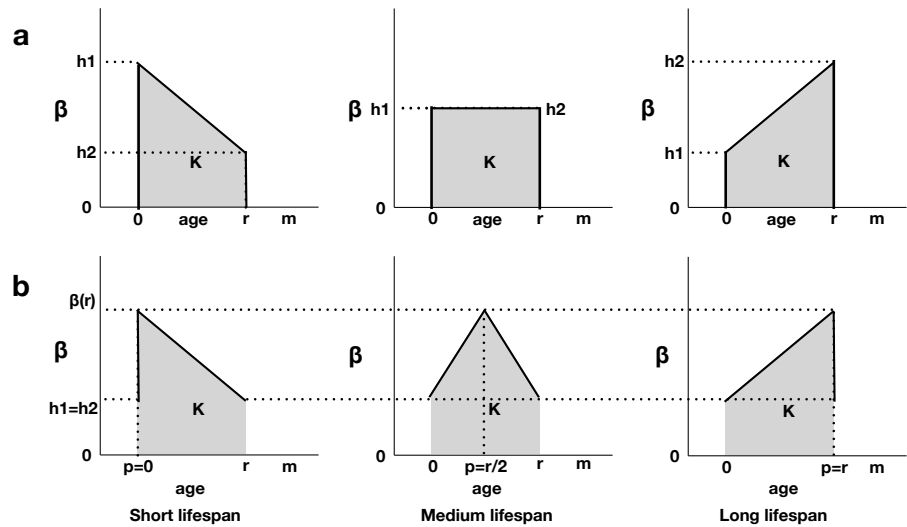 a
h1
β
h2
K
0
0
age
r
m
β
h1
h2
K
0
0
age
r
m
h2
β
h1
K
0
0
age
r
m
b
β(r)
β
h1=h2
K
0
p=0
r
m
age
Short lifespan
β
K
0
0
p=r/2
r
m
age
Medium lifespan
β
K
0
0
p=r
m
age
Long lifespan